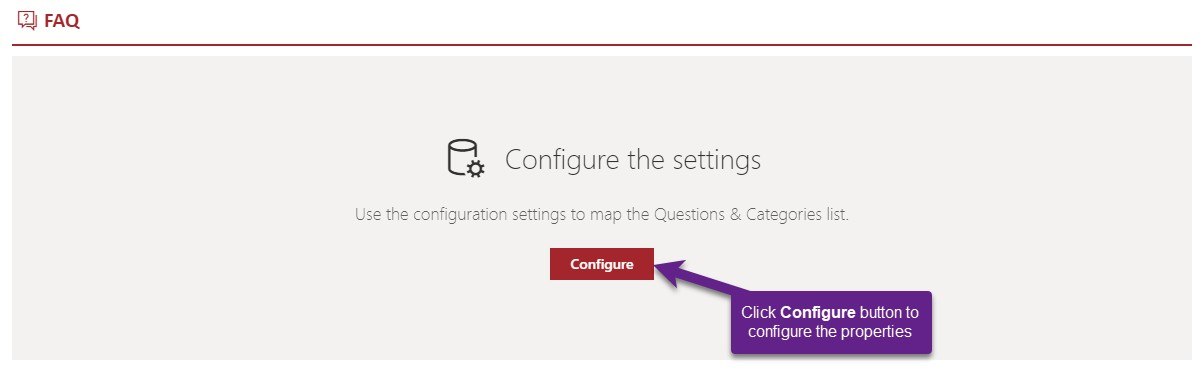 FAQ
Configure the settings
Use the configuration settings to map the Questions & Categories list.
Configure
Click Configure button to
configure the properties